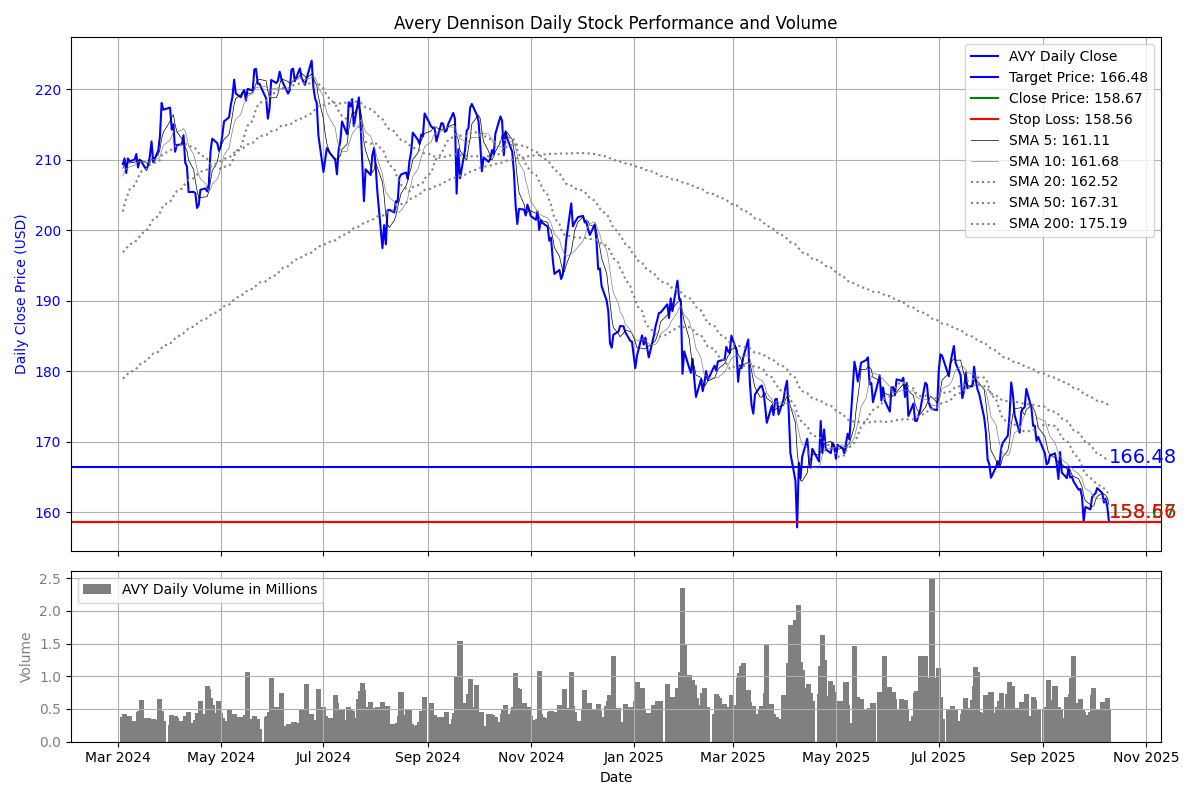 Avery Dennison Daily Stock Performance and Volume
AVY Daily Close
Target Price: 166.48
Close Price: 158.67
Stop Loss: 158.56
SMA 5: 161.11
SMA 10: 161.68
SMA 20: 162.52
SMA 50: 167.31
SMA 200: 175.19
Daily Close Price (USD)
220
210
200
190
180
170
160
166.48
158.56
AVY Daily Volume in Millions
Volume
2.5
2.0
1.5
1.0
0.5
0.0
Mar 2024 May 2024 Jul 2024 Sep 2024 Nov 2024 Jan 2025 Mar 2025 May 2025 Jul 2025 Sep 2025 Nov 2025
Date